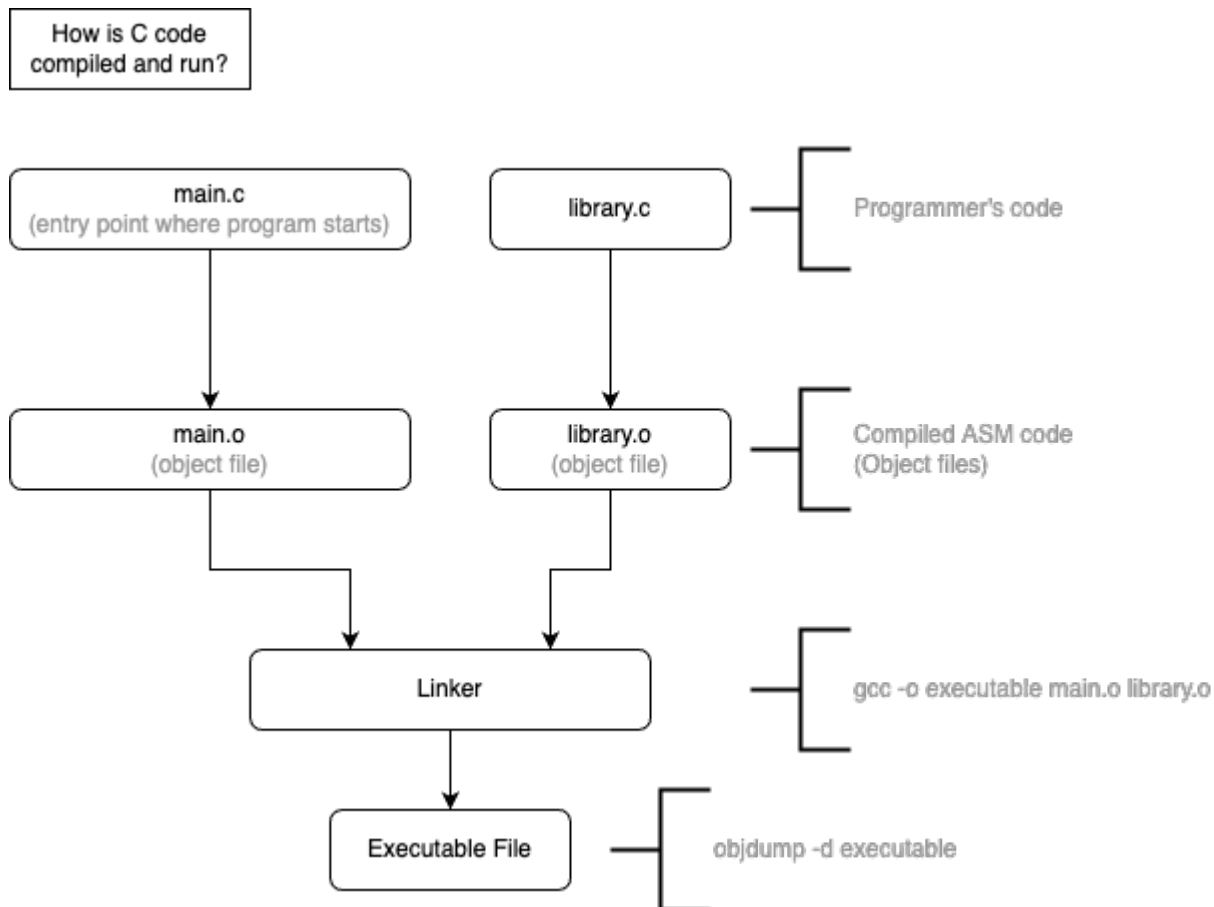 How is C code
compiled and run?
main.c
(entry point where program starts)
library.c
Programmer's code
main.o
(object file)
library.o
(object file)
Compiled ASM code
(Object files)
Linker
gcc -o executable main.o library.o
Executable File
objdump -d executable